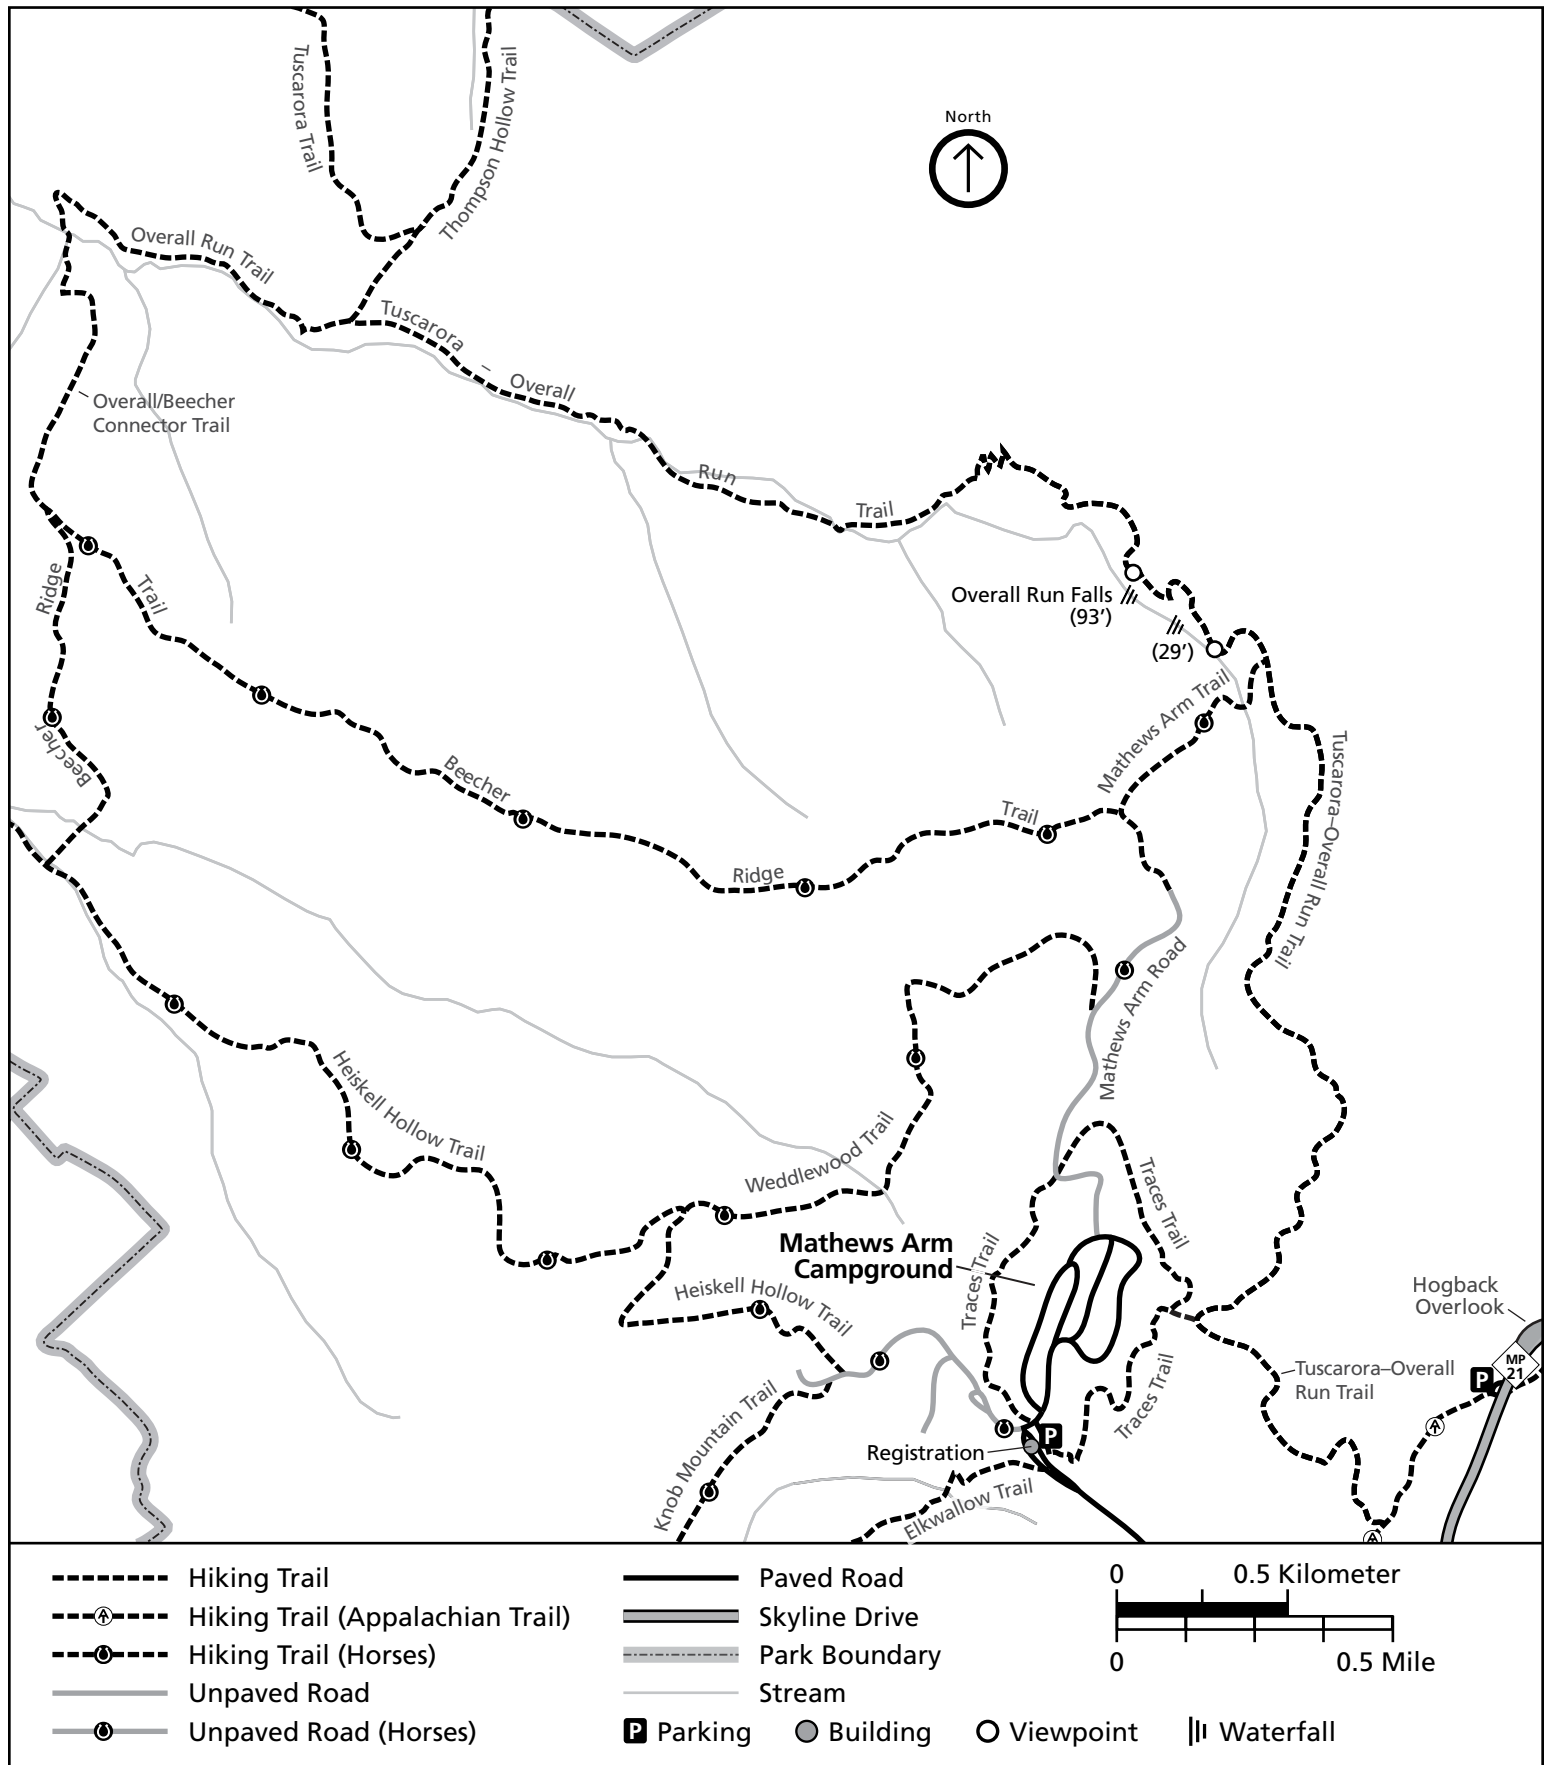 Tuscarora Trail
Thompson Hollow Trail
North
Overall Run Trail
Tuscarora – Overall Run Trail
Overall/Beecher
Connector Trail
Overall Run Falls
(93’)
(29’)
Beecher Ridge Trail
Mathews Arm Trail
Tuscarora–Overall Run Trail
Beecher Ridge Trail
Mathews Arm Road
Heiskell Hollow Trail
Weddlewood Trail
Traces Trail
Mathews Arm
Campground
Traces Trail
Heiskell Hollow Trail
Hogback
Overlook
MP
21
P
Tuscarora–Overall
Run Trail
Traces Trail
Knob Mountain Trail
P
Registration
Elkwallow Trail
Hiking Trail
Hiking Trail (Appalachian Trail)
Hiking Trail (Horses)
Unpaved Road
Unpaved Road (Horses)
Paved Road
Skyline Drive
Park Boundary
Stream
P Parking
Building
Viewpoint
Waterfall
0 0.5 Kilometer
0 0.5 Mile